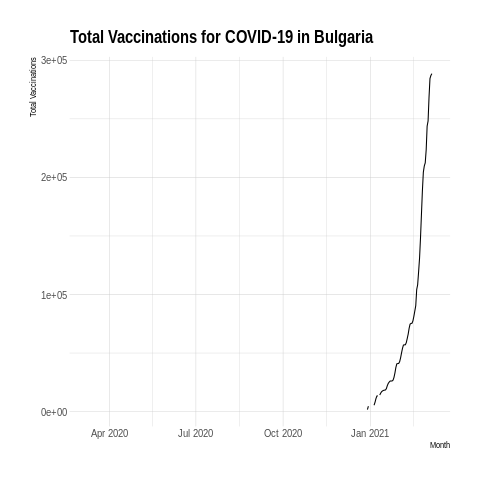 Total Vaccinations for COVID-19 in Bulgaria
Total Vaccinations
3e+05
2e+05
1e+05
0e+00
Apr 2020 Jul 2020 Oct 2020 Jan 2021
Month